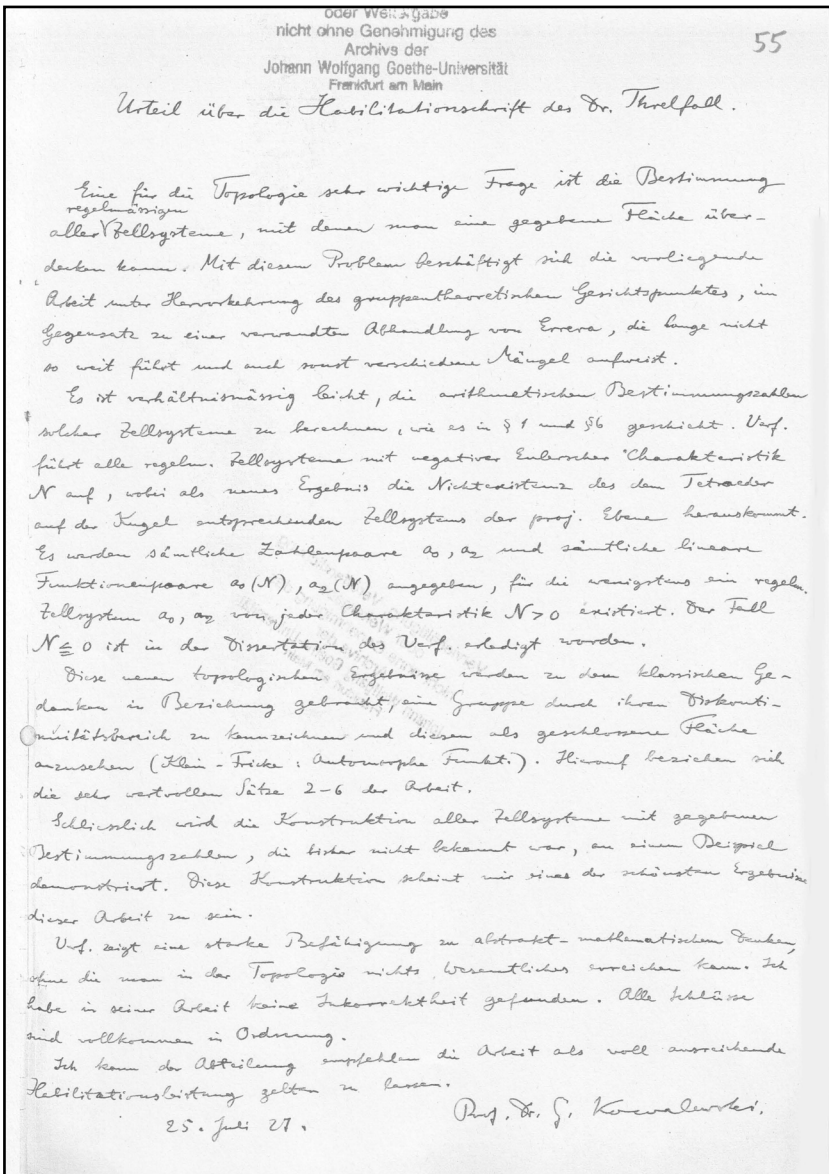 oder Weitergabe
nicht ohne Genehmigung des
Archivs der
Johann Wolfgang Goethe-Universität
Frankfurt am Main
55
Urteil über die Habilitationsschrift des Dr. Threlfall.
Eine für die Topologie sehr wichtige Frage ist die Bestimmung
regelmässigen
aller Zellsysteme, mit denen man eine gegebene Fläche über-
decken kann. Mit diesem Problem beschäftigt sich die vorliegende
Arbeit unter Hervorkehrung des gruppentheoretischen Gesichtspunktes, im
Gegensatz zu einer verwandten Abhandlung von Errera, die lange nicht
so weit führt und auch sonst verschiedene Mängel aufweist.
Es ist verhältnismässig leicht, die arithmetischen Bestimmungszahlen
solcher Zellsysteme zu berechnen, wie es in § 1 und § 6 geschieht. Verf.
führt alle regelm. Zellsysteme mit negativer Eulerscher Charakteristik
N auf, wobei als neues Ergebnis die Nichtexistenz des dem Tetraeder
auf der Kugel entsprechenden Zellsystems der proj. Ebene herauskommt.
Es werden sämtliche Zahlenpaare a₀, a₂ und sämtliche lineare
Funktionenpaare a₀(N), a₂(N) angegeben, für die wenigstens ein regelm.
Zellsystem a₀, a₂ von jeder Charakteristik N>0 existiert. Der Fall
N ≦ 0 ist in der Dissertation des Verf. erledigt worden.
Diese neuen topologischen Ergebnisse werden zu dem klassischen Ge-
danken in Beziehung gebracht, eine Gruppe durch ihren Diskonti-
nuitätsbereich zu kennzeichnen und diesen als geschlossene Fläche
anzusehen (Klein-Fricke: Automorphe Funkt.). Hierauf beziehen sich
die sehr wertvollen Sätze 2-6 der Arbeit.
Schliesslich wird die Konstruktion aller Zellsysteme mit gegebenen
Bestimmungszahlen, die bisher nicht bekannt war, an einem Beispiel
demonstriert. Diese Konstruktion scheint mir eines der schönsten Ergebnisse
dieser Arbeit zu sein.
Verf. zeigt eine starke Befähigung zu abstrakt-mathematischem Denken,
ohne die man in der Topologie nichts Wesentliches erreichen kann. Ich
habe in seiner Arbeit keine Inkorrektheit gefunden. Alle Schlüsse
sind vollkommen in Ordnung.
Ich kann der Abteilung empfehlen die Arbeit als voll ausreichende
Habilitationsleistung gelten zu lassen.
25. Juli 27.
Prof. Dr. G. Kowalewski.